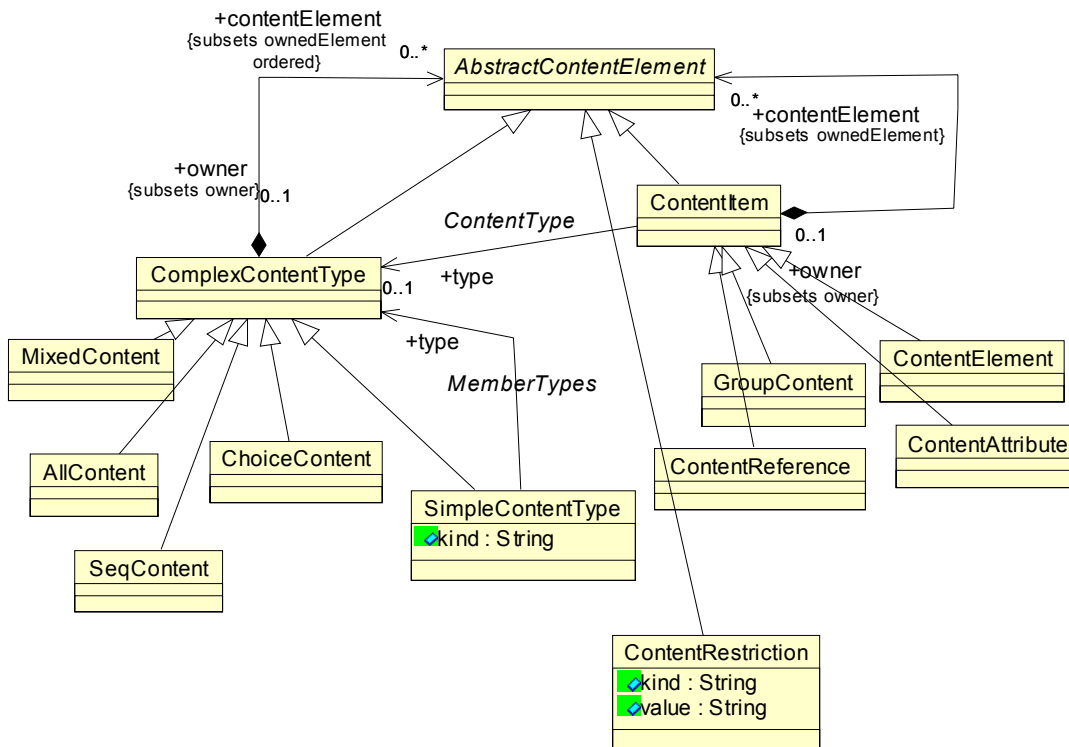 +contentElement
{subsets ownedElement
ordered}
0..*
AbstractContentElement
0..*
+contentElement
{subsets ownedElement}
+owner
{subsets owner}
0..1
ContentItem
ContentType
0..1
ComplexContentType
+type
0..1
+owner
{subsets owner}
+type
MixedContent
ContentElement
GroupContent
MemberTypes
ChoiceContent
ContentAttribute
AllContent
ContentReference
SimpleContentType
kind : String
SeqContent
ContentRestriction
kind : String
value : String